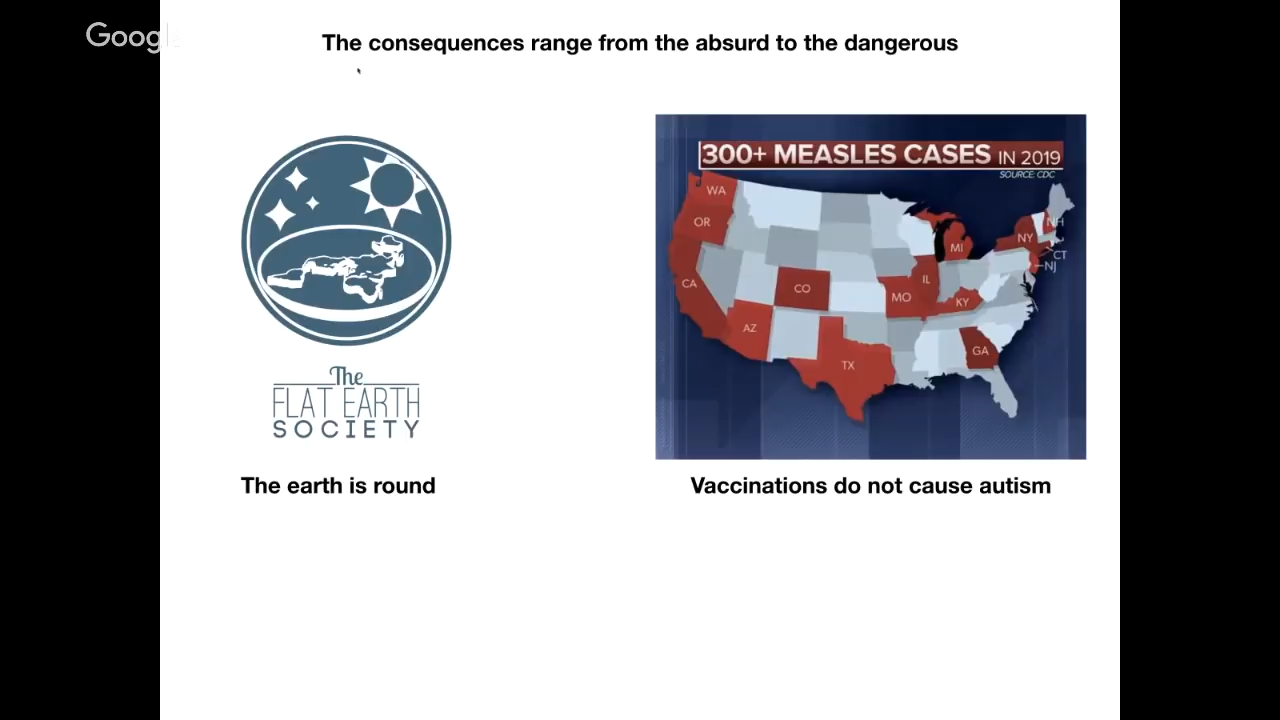 Google
The consequences range from the absurd to the dangerous
The
FLAT EARTH
SOCIETY
The earth is round
300+ MEASLES CASES IN 2019
SOURCE: CDC
WA
OR
CA
AZ
CO
TX
MO
IL
MI
KY
GA
NY
NH
CT
NJ
Vaccinations do not cause autism